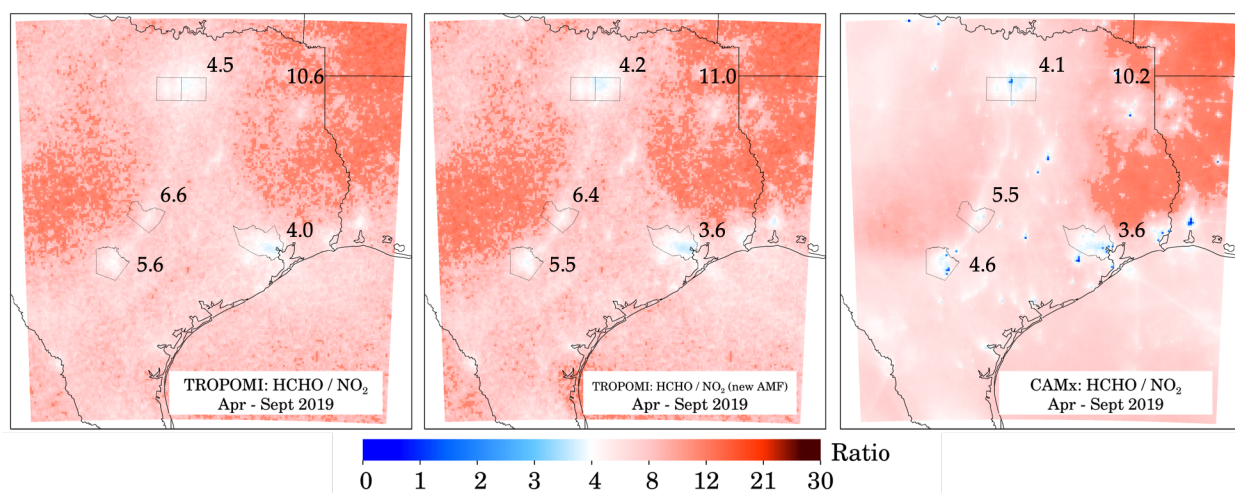 4.5
10.6
6.6
4.0
5.6
TROPOMI: HCHO / NO₂
Apr - Sept 2019
4.2
11.0
6.4
3.6
5.5
TROPOMI: HCHO / NO₂ (new AMF)
Apr - Sept 2019
4.1
10.2
5.5
3.6
4.6
CAMx: HCHO / NO₂
Apr - Sept 2019
Ratio
0 1 2 3 4 8 12 21 30